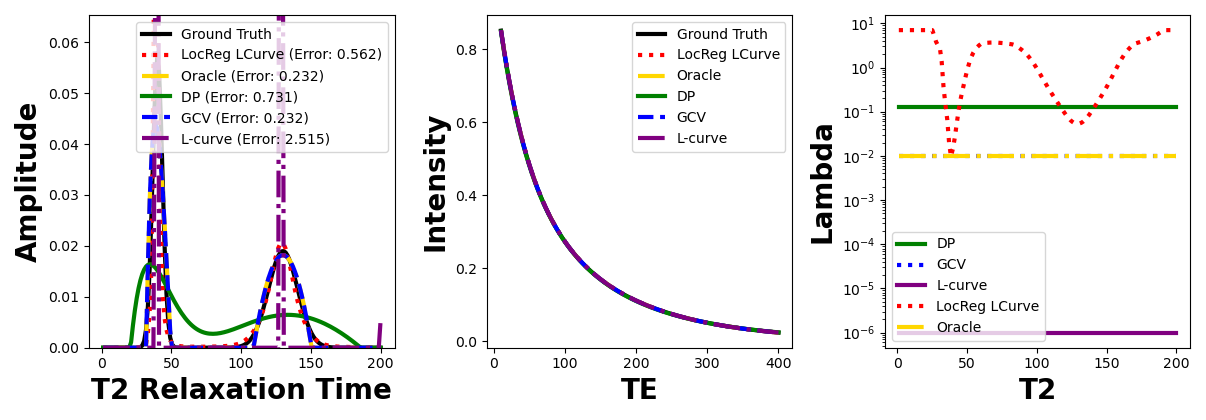 Amplitude
0.06
0.05
0.04
0.03
0.02
0.01
0.00
Ground Truth
LocReg LCurve (Error: 0.562)
Oracle (Error: 0.232)
DP (Error: 0.731)
GCV (Error: 0.232)
L-curve (Error: 2.515)
0 50 100 150 200
T2 Relaxation Time
Intensity
0.8
0.6
0.4
0.2
0.0
Ground Truth
LocReg LCurve
Oracle
DP
GCV
L-curve
0 100 200 300 400
TE
Lambda
10¹
10⁰
10⁻¹
10⁻²
10⁻³
10⁻⁴
10⁻⁵
10⁻⁶
DP
GCV
L-curve
LocReg LCurve
Oracle
0 50 100 150 200
T2